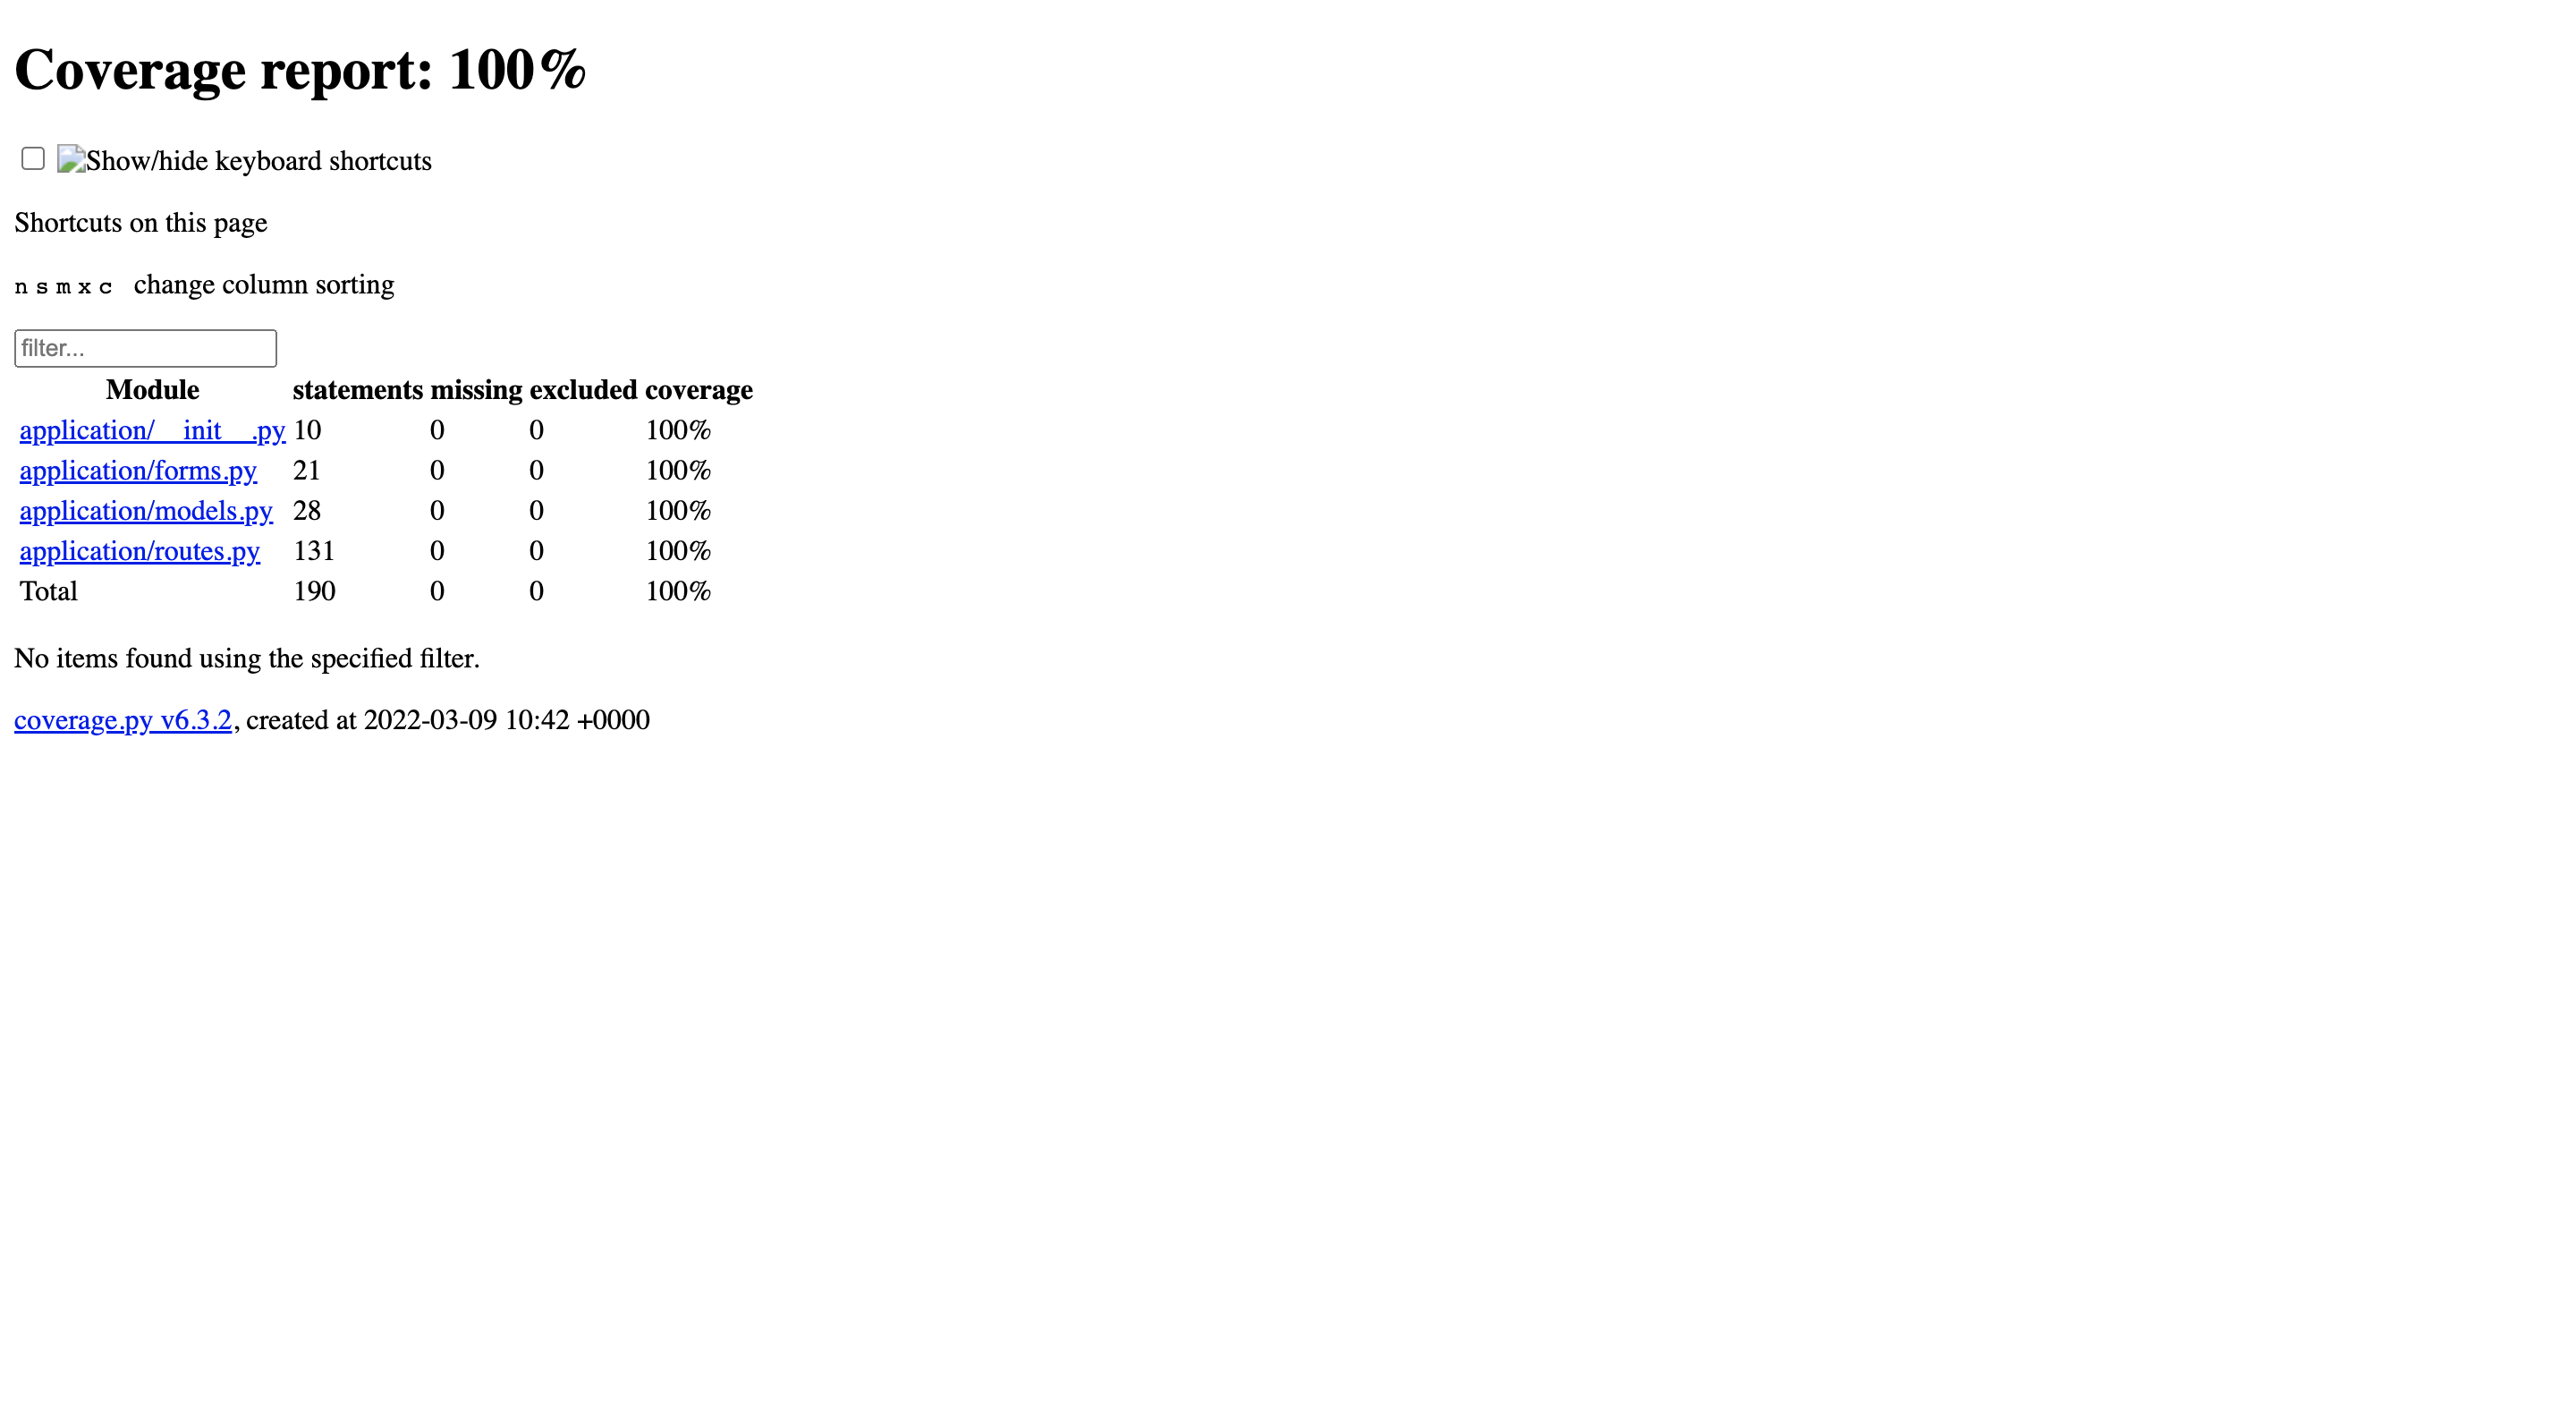 Coverage report: 100%
Show/hide keyboard shortcuts
Shortcuts on this page
n s m x c change column sorting
filter...
Module statements missing excluded coverage
application/__init__.py 10 0 0 100%
application/forms.py 21 0 0 100%
application/models.py 28 0 0 100%
application/routes.py 131 0 0 100%
Total 190 0 0 100%
No items found using the specified filter.
coverage.py v6.3.2, created at 2022-03-09 10:42 +0000